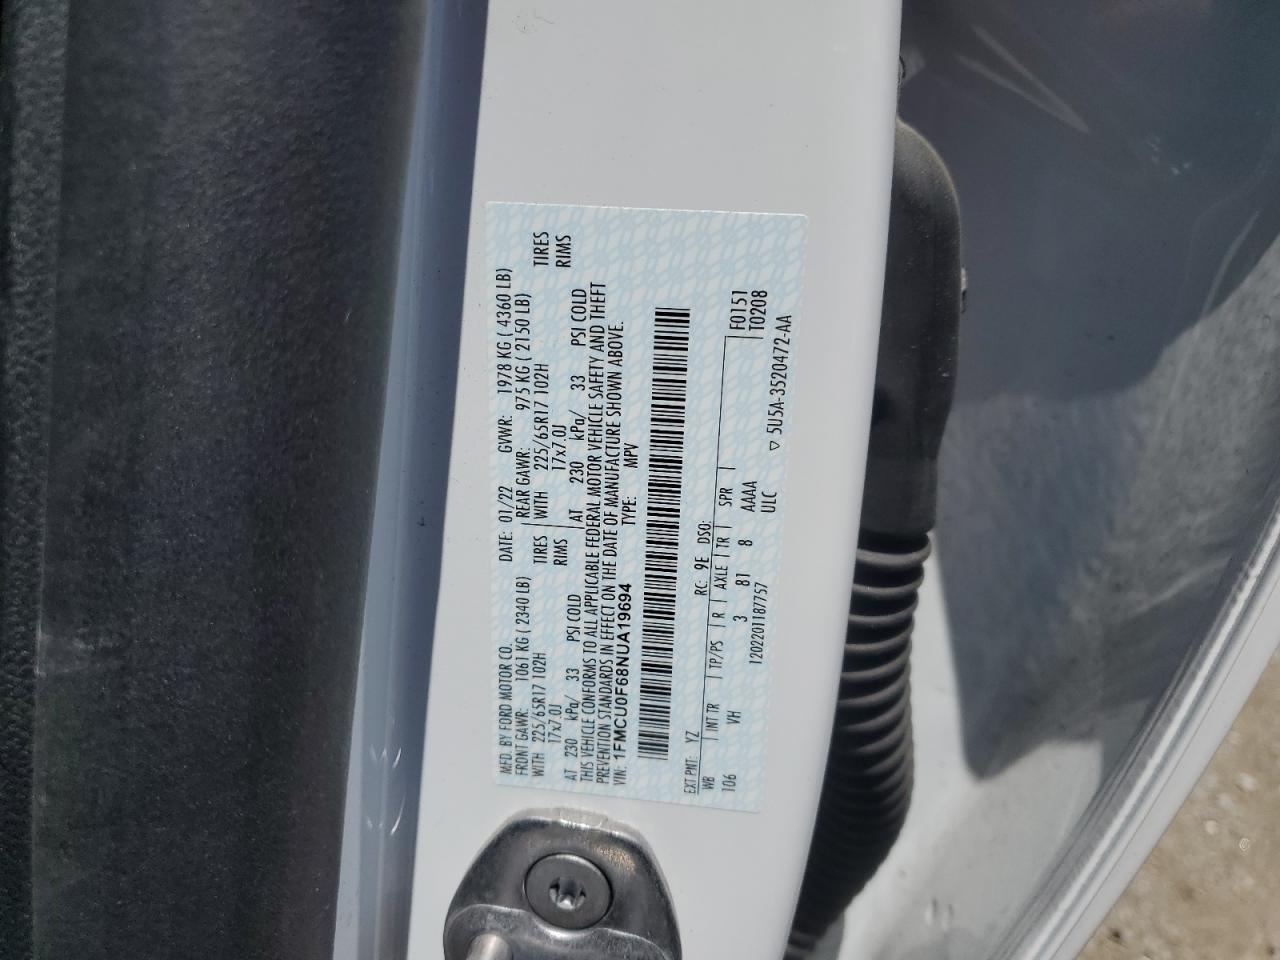 MFD. BY FORD MOTOR CO.
DATE: 01/22 GVWR: 1978 KG ( 4360 LB)
FRONT GAWR: 1061 KG ( 2340 LB) REAR GAWR: 975 KG ( 2150 LB)
WITH 225/65R17 102H TIRES WITH 225/65R17 102H TIRES
17x7.0J RIMS 17x7.0J RIMS
AT 230 kPa/ 33 PSI COLD AT 230 kPa/ 33 PSI COLD
THIS VEHICLE CONFORMS TO ALL APPLICABLE FEDERAL MOTOR VEHICLE SAFETY AND THEFT
PREVENTION STANDARDS IN EFFECT ON THE DATE OF MANUFACTURE SHOWN ABOVE.
VIN: 1FMCU0F68NUA19694 TYPE: MPV
EXT PNT: YZ RC: 9E DSO: F0151
WB INT TR TP/PS R AXLE TR SPR T0208
106 VH 3 81 8 AAAA
1202201187757 ULC
▽ 5U5A-3520472-AA